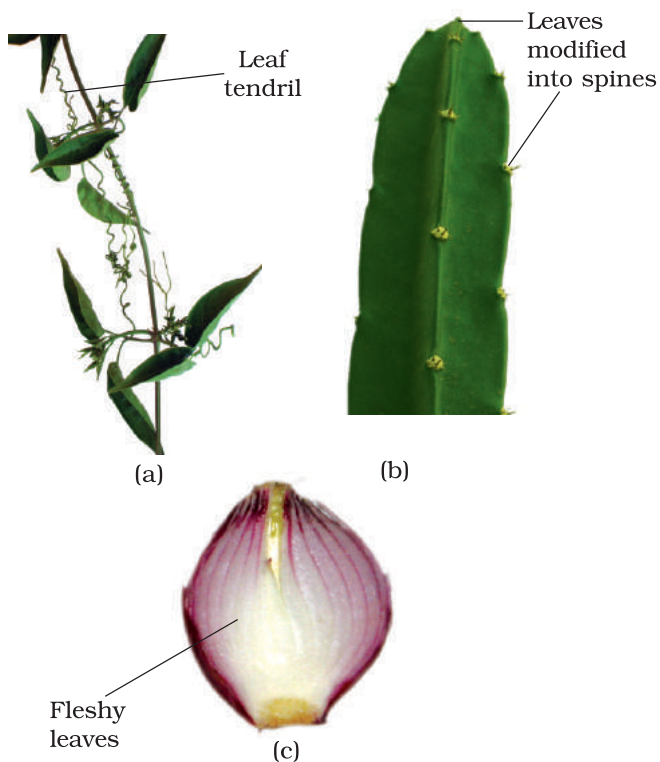 Leaf
tendril
Leaves
modified
into spines
(a)
(b)
Fleshy
leaves
(c)